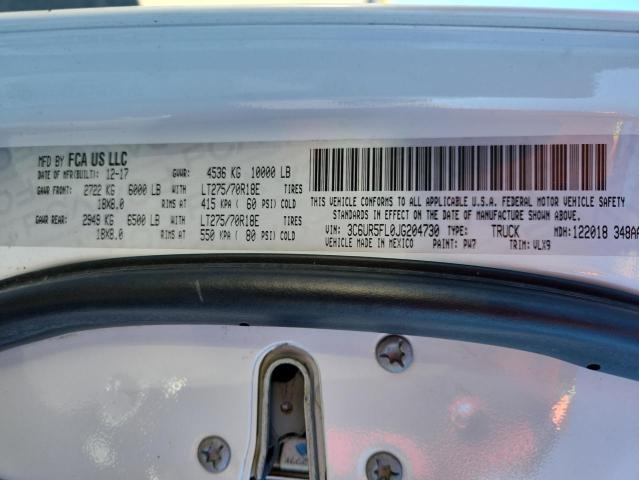 MFD BY FCA US LLC
DATE OF MFR(BUILT): 12-17 GVWR: 4536 KG 10000 LB
GAWR FRONT: 2722 KG 6000 LB WITH LT275/70R18E TIRES
18X8.0 RIMS AT 415 KPA ( 60 PSI) COLD
GAWR REAR: 2949 KG 6500 LB WITH LT275/70R18E TIRES
18X8.0 RIMS AT 550 KPA ( 80 PSI) COLD
THIS VEHICLE CONFORMS TO ALL APPLICABLE U.S.A. FEDERAL MOTOR VEHICLE SAFETY
STANDARDS IN EFFECT ON THE DATE OF MANUFACTURE SHOWN ABOVE.
VIN: 3C6UR5FL0JG204730 TYPE: TRUCK MDH: 122018 348AA
VEHICLE MADE IN MEXICO PAINT: PW7 TRIM: VLX9